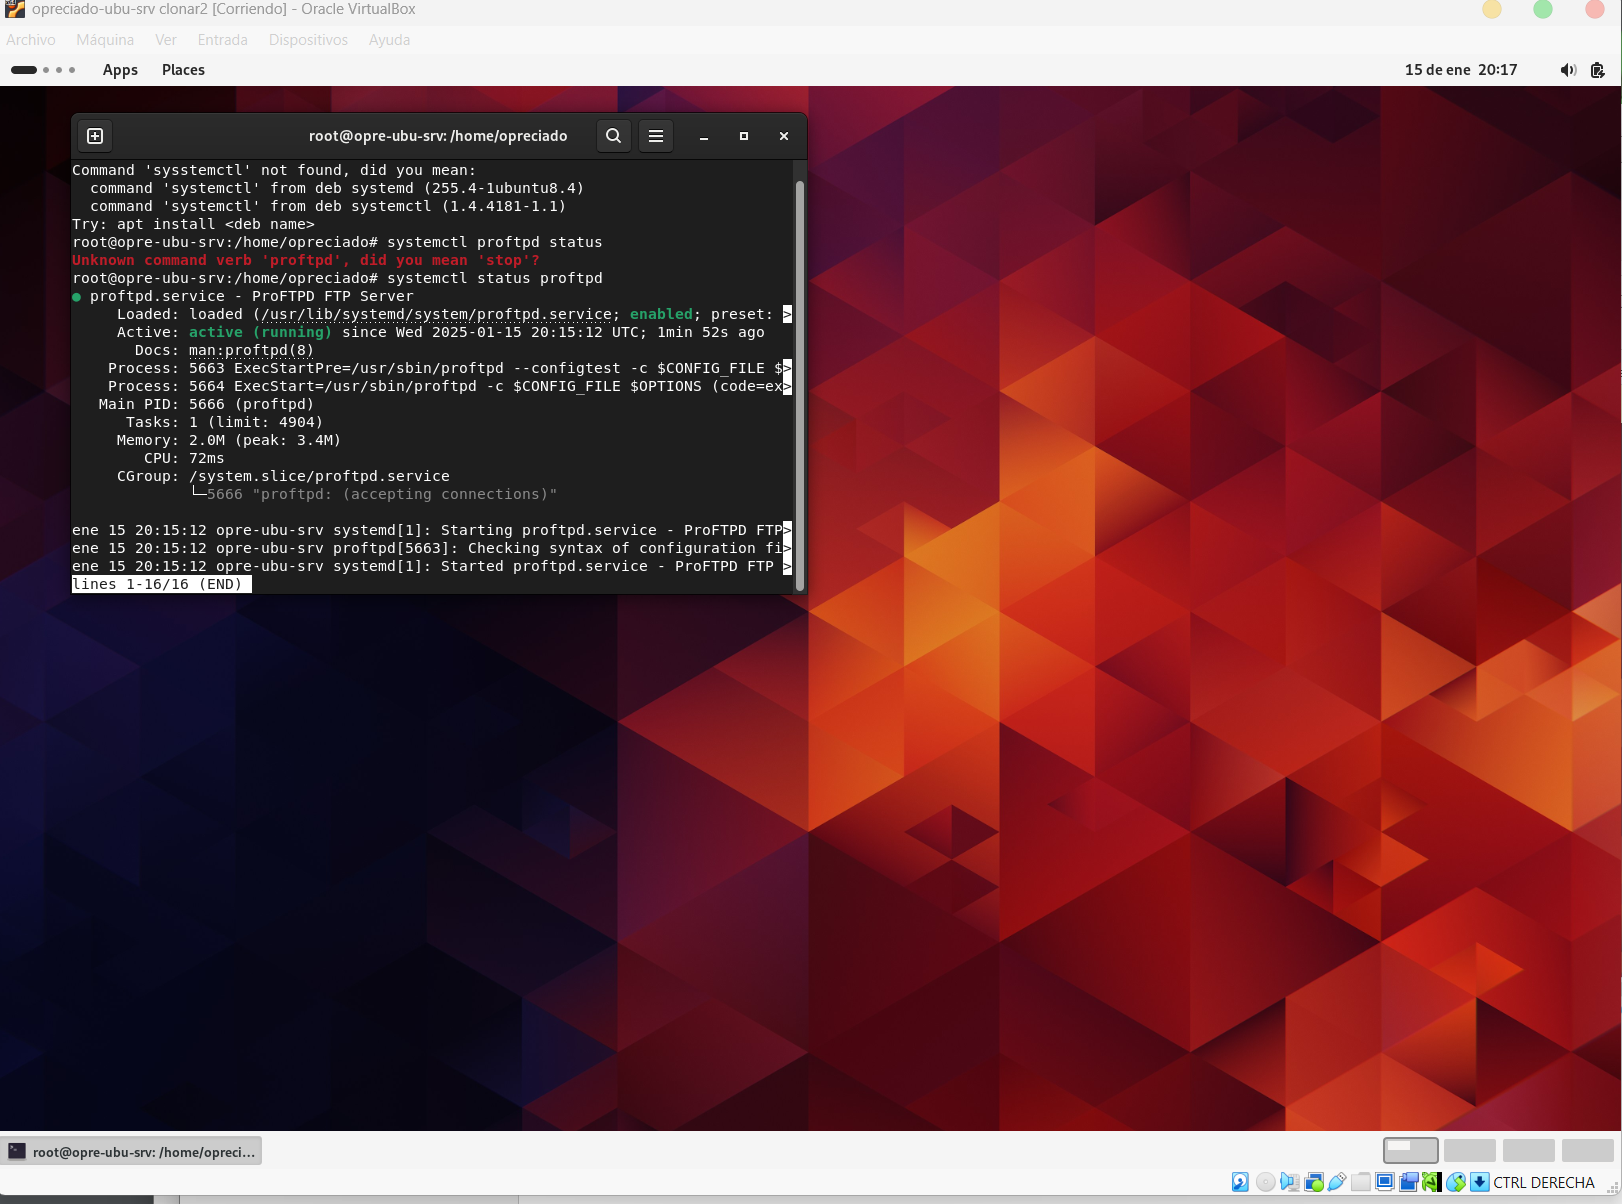 opreciado-ubu-srv clonar2 [Corriendo] - Oracle VirtualBox
Archivo Máquina Ver Entrada Dispositivos Ayuda
Apps Places 15 de ene 20:17
root@opre-ubu-srv: /home/opreciado
Command 'sysstemctl' not found, did you mean:
command 'systemctl' from deb systemd (255.4-1ubuntu8.4)
command 'systemctl' from deb systemctl (1.4.4181-1.1)
Try: apt install <deb name>
root@opre-ubu-srv:/home/opreciado# systemctl proftpd status
Unknown command verb 'proftpd', did you mean 'stop'?
root@opre-ubu-srv:/home/opreciado# systemctl status proftpd
● proftpd.service - ProFTPD FTP Server
Loaded: loaded (/usr/lib/systemd/system/proftpd.service; enabled; preset: >
Active: active (running) since Wed 2025-01-15 20:15:12 UTC; 1min 52s ago
Docs: man:proftpd(8)
Process: 5663 ExecStartPre=/usr/sbin/proftpd --configtest -c $CONFIG_FILE $>
Process: 5664 ExecStart=/usr/sbin/proftpd -c $CONFIG_FILE $OPTIONS (code=ex>
Main PID: 5666 (proftpd)
Tasks: 1 (limit: 4904)
Memory: 2.0M (peak: 3.4M)
CPU: 72ms
CGroup: /system.slice/proftpd.service
└─5666 "proftpd: (accepting connections)"
ene 15 20:15:12 opre-ubu-srv systemd[1]: Starting proftpd.service - ProFTPD FTP>
ene 15 20:15:12 opre-ubu-srv proftpd[5663]: Checking syntax of configuration fi>
ene 15 20:15:12 opre-ubu-srv systemd[1]: Started proftpd.service - ProFTPD FTP >
lines 1-16/16 (END)
root@opre-ubu-srv: /home/opreci...
CTRL DERECHA